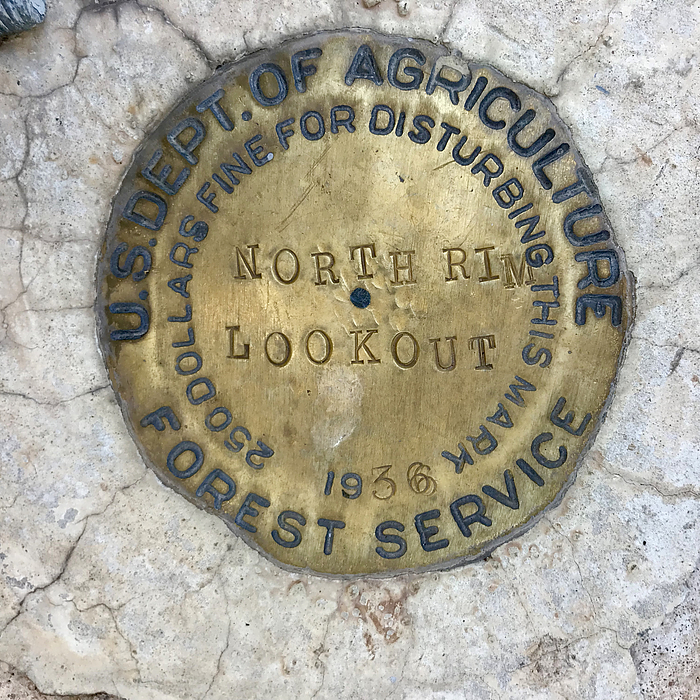 U.S. DEPT. OF AGRICULTURE
250 DOLLARS FINE FOR DISTURBING THIS MARK
NORTH RIM
LOOKOUT
1936
FOREST SERVICE